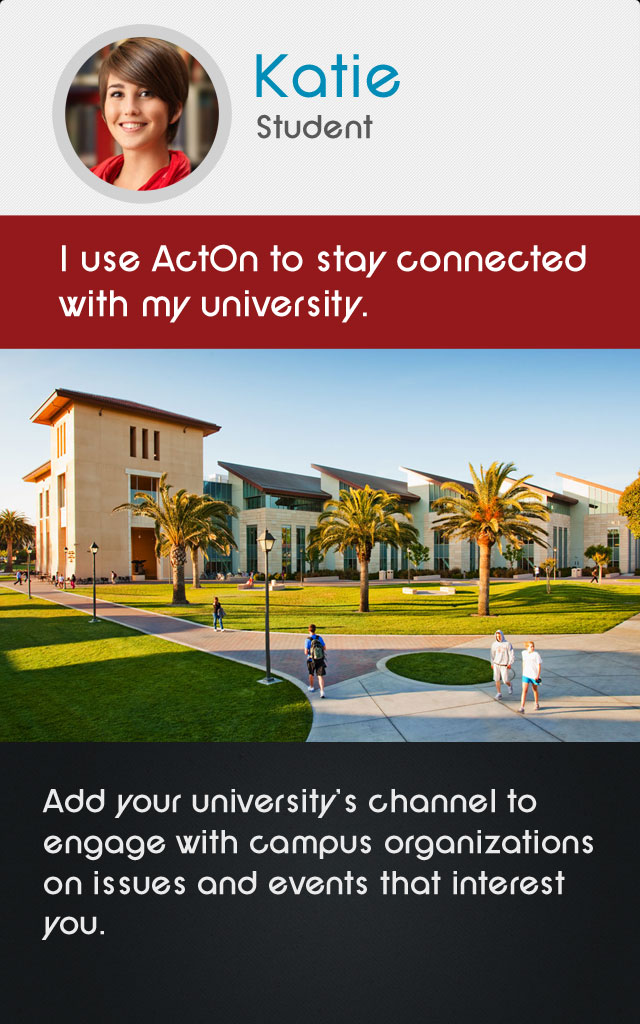 Katie
Student
I use ActOn to stay connected
with my university.
Add your university's channel to
engage with campus organizations
on issues and events that interest
you.